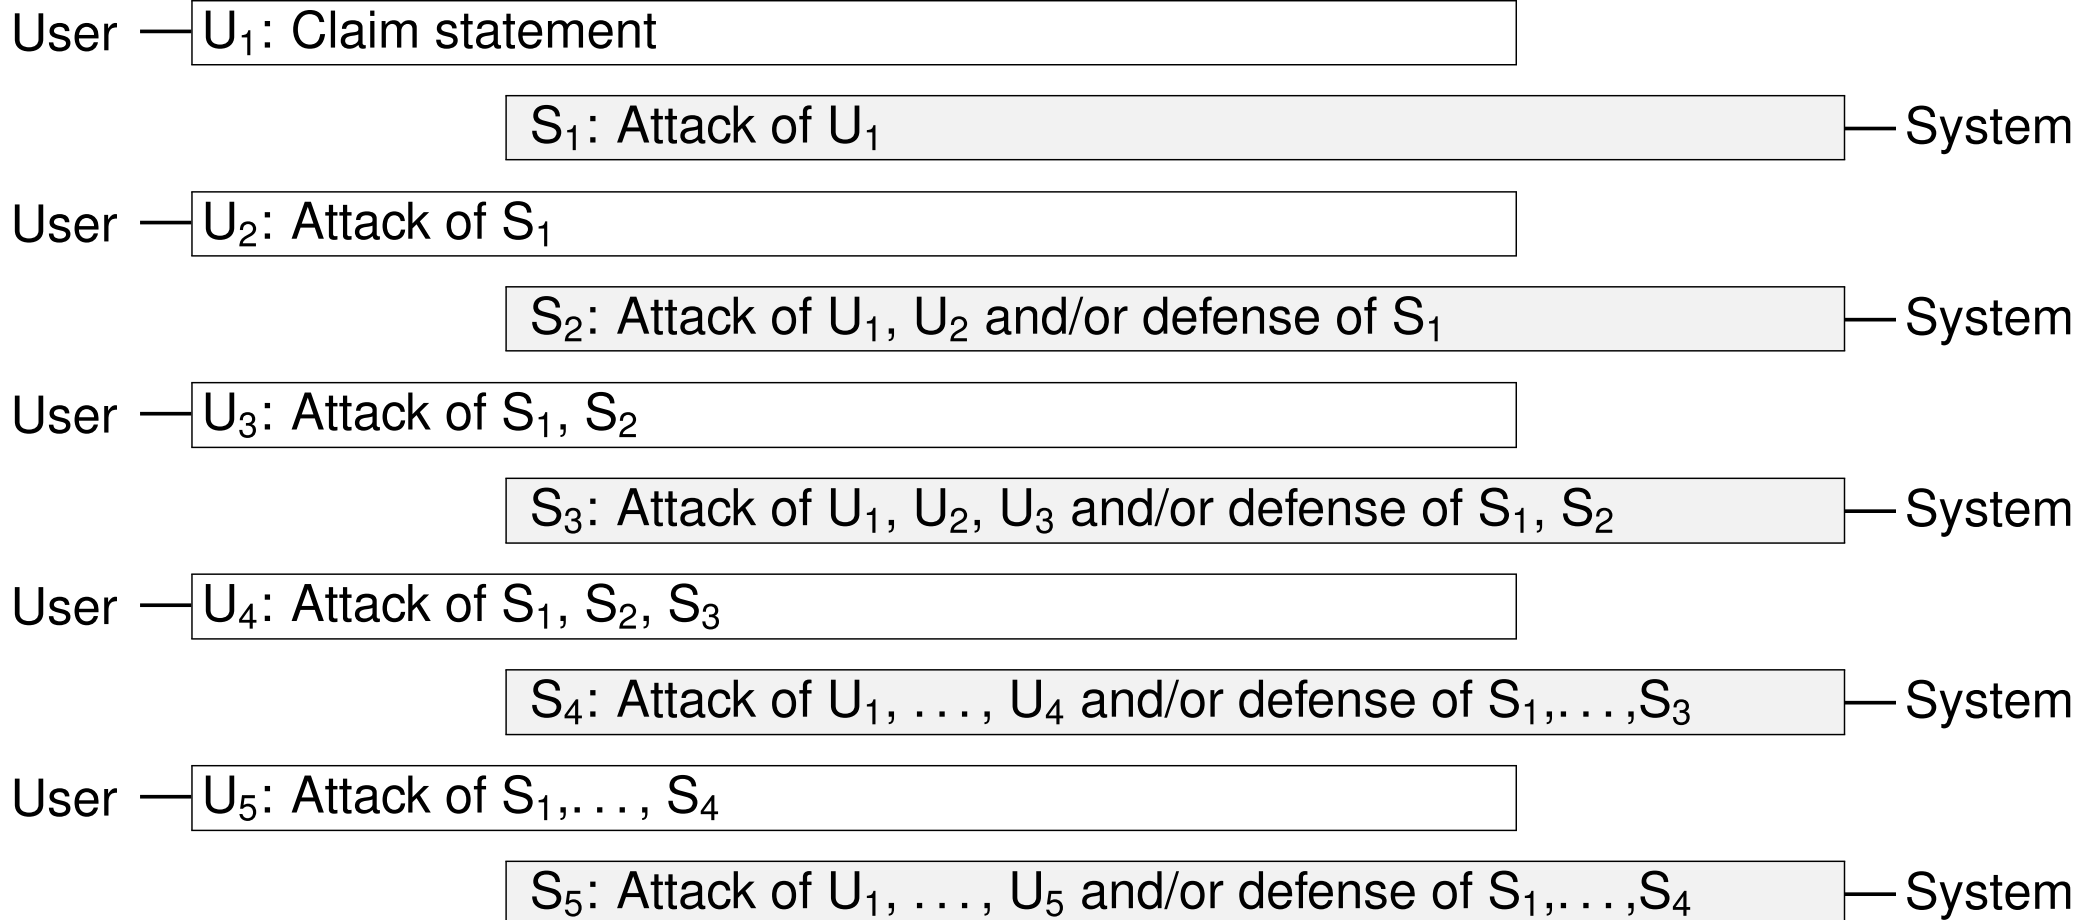 User U₁: Claim statement
S₁: Attack of U₁ System
User U₂: Attack of S₁
S₂: Attack of U₁, U₂ and/or defense of S₁ System
User U₃: Attack of S₁, S₂
S₃: Attack of U₁, U₂, U₃ and/or defense of S₁, S₂ System
User U₄: Attack of S₁, S₂, S₃
S₄: Attack of U₁, . . . , U₄ and/or defense of S₁,. . . ,S₃ System
User U₅: Attack of S₁,. . . , S₄
S₅: Attack of U₁, . . . , U₅ and/or defense of S₁,. . . ,S₄ System